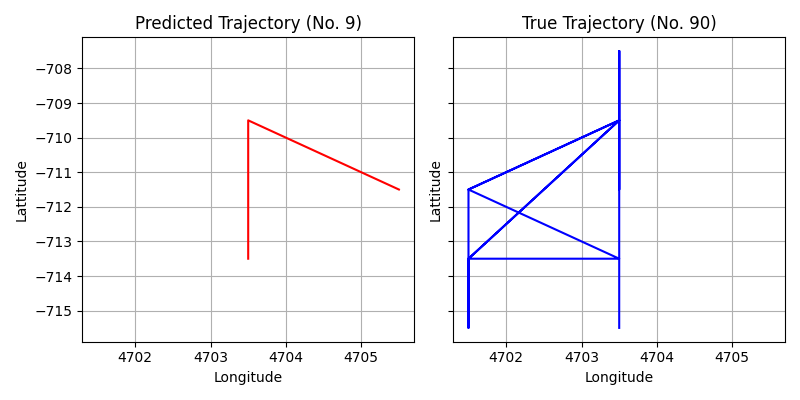 Predicted Trajectory (No. 9)
Lattitude
−708
−709
−710
−711
−712
−713
−714
−715
4702 4703 4704 4705
Longitude
True Trajectory (No. 90)
Lattitude
4702 4703 4704 4705
Longitude